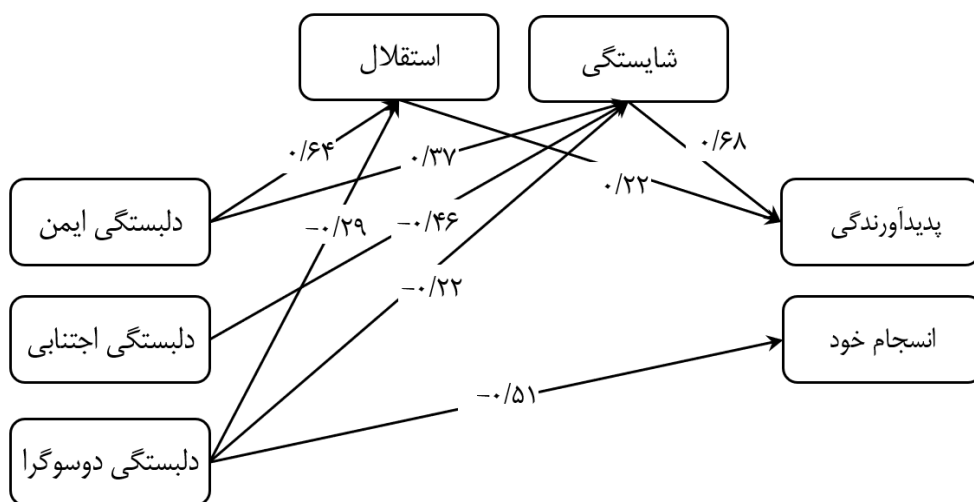 شایستگی
استقلال
۰/۶۸
۰/۶۴
۰/۳۷
۰/۲۲
دلبستگی ایمن
پدیدآورندگی
–۰/۲۹
–۰/۴۶
–۰/۲۲
دلبستگی اجتنابی
انسجام خود
–۰/۵۱
دلبستگی دوسوگرا